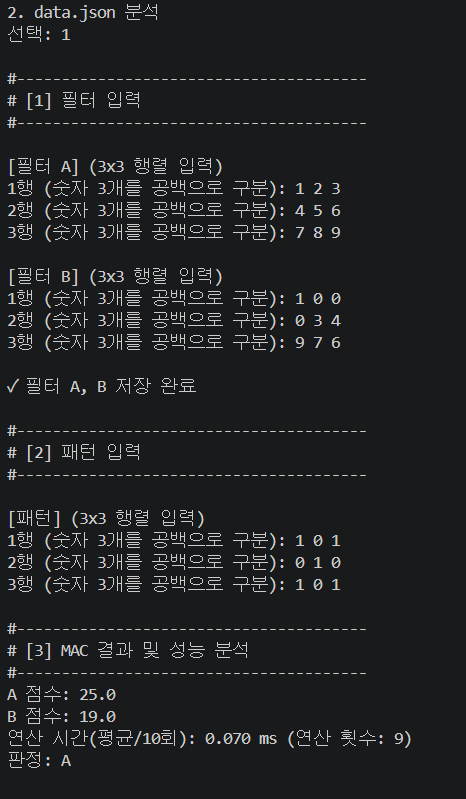 2. data.json 분석
선택: 1
#---------------------------------------
# [1] 필터 입력
#---------------------------------------
[필터 A] (3x3 행렬 입력)
1행 (숫자 3개를 공백으로 구분): 1 2 3
2행 (숫자 3개를 공백으로 구분): 4 5 6
3행 (숫자 3개를 공백으로 구분): 7 8 9
[필터 B] (3x3 행렬 입력)
1행 (숫자 3개를 공백으로 구분): 1 0 0
2행 (숫자 3개를 공백으로 구분): 0 3 4
3행 (숫자 3개를 공백으로 구분): 9 7 6
✓ 필터 A, B 저장 완료
#---------------------------------------
# [2] 패턴 입력
#---------------------------------------
[패턴] (3x3 행렬 입력)
1행 (숫자 3개를 공백으로 구분): 1 0 1
2행 (숫자 3개를 공백으로 구분): 0 1 0
3행 (숫자 3개를 공백으로 구분): 1 0 1
#---------------------------------------
# [3] MAC 결과 및 성능 분석
#---------------------------------------
A 점수: 25.0
B 점수: 19.0
연산 시간(평균/10회): 0.070 ms (연산 횟수: 9)
판정: A